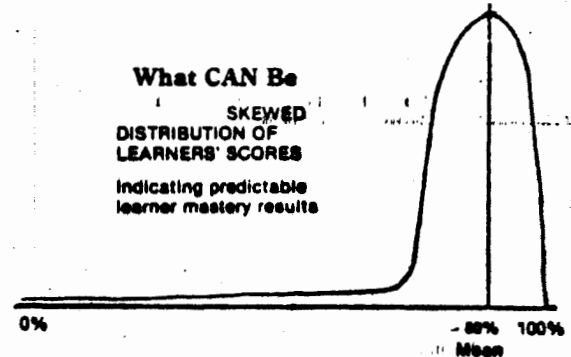 What CAN Be
SKEWED
DISTRIBUTION OF
LEARNERS' SCORES
Indicating predictable
learner mastery results
0%
100%
Mean